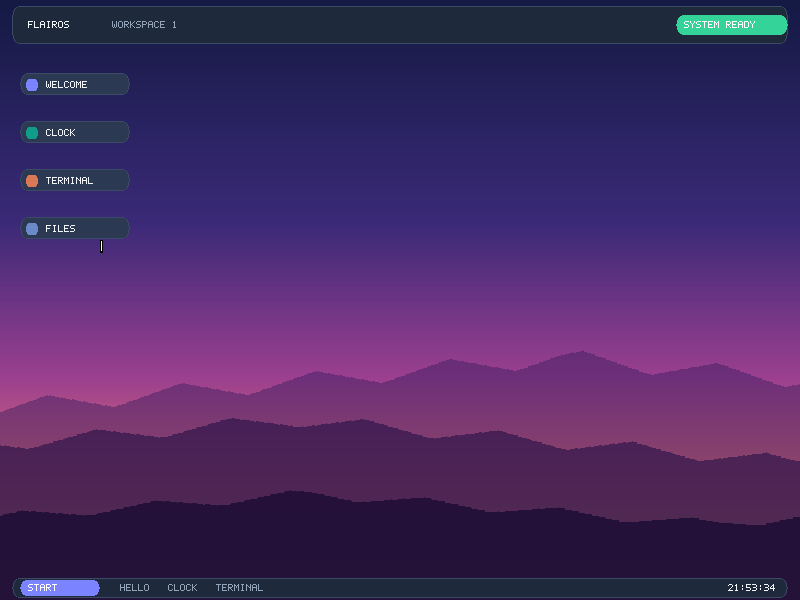 FLAIROS WORKSPACE 1 SYSTEM READY
WELCOME
CLOCK
TERMINAL
FILES
START HELLO CLOCK TERMINAL 21:53:34